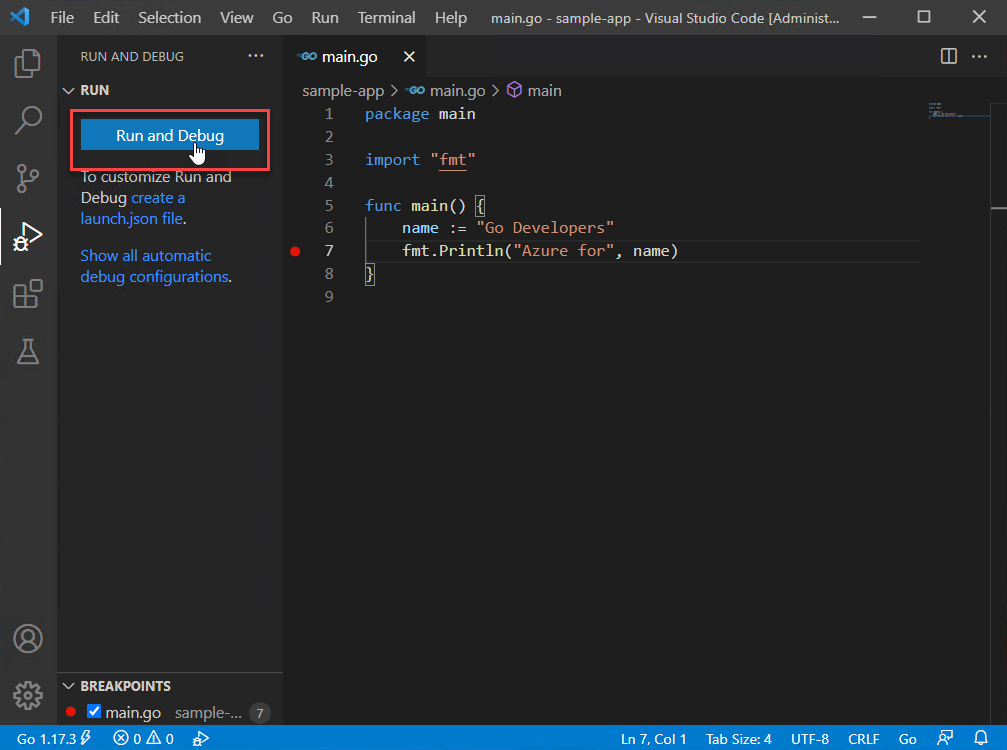 File Edit Selection View Go Run Terminal Help main.go - sample-app - Visual Studio Code [Administ...
RUN AND DEBUG ...
RUN
Run and Debug
To customize Run and
Debug create a
launch.json file.
Show all automatic
debug configurations.
BREAKPOINTS
main.go sample-... 7
GO main.go
sample-app > GO main.go > main
1 package main
2
3 import "fmt"
4
5 func main() {
6 name := "Go Developers"
7 fmt.Println("Azure for", name)
8 }
9
Go 1.17.3 0 0 Ln 7, Col 1 Tab Size: 4 UTF-8 CRLF Go